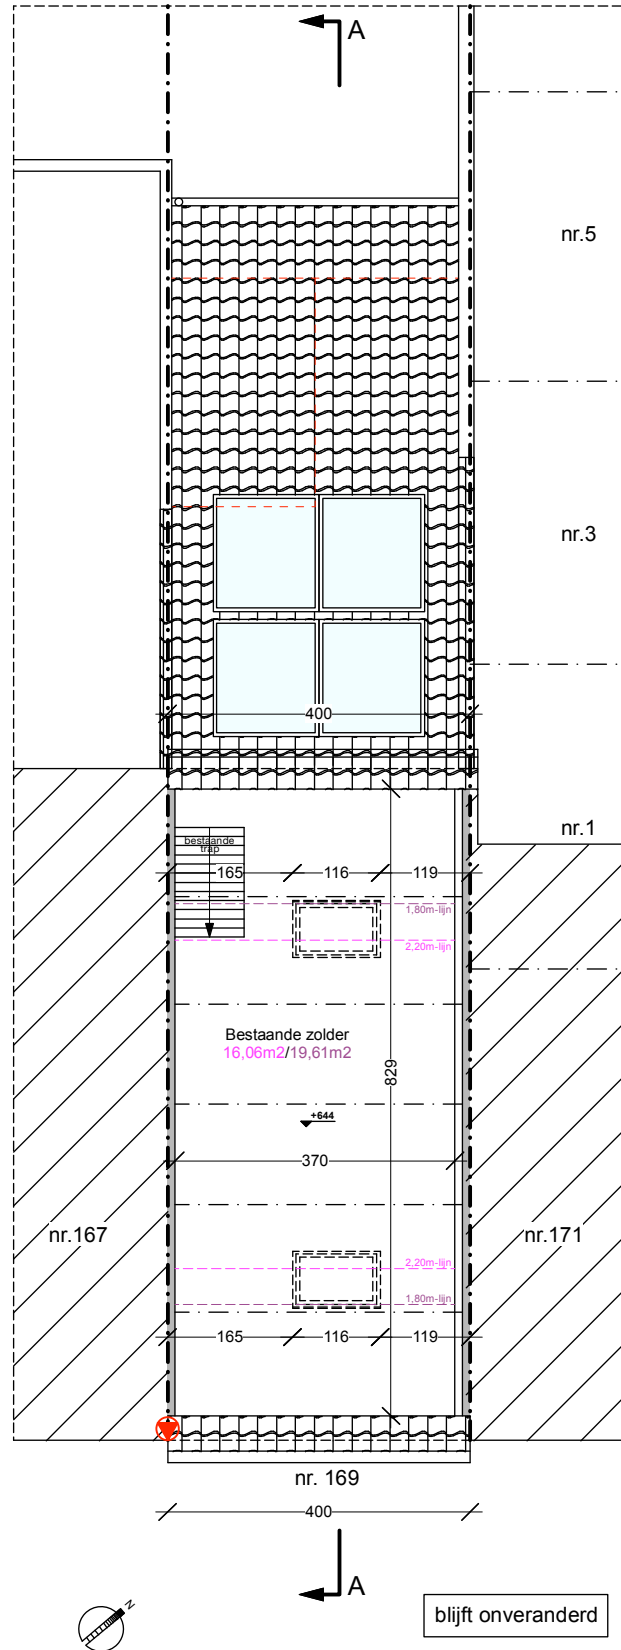 A
nr.5
nr.3
400
nr.1
bestaande
trap
165 116 119
1,80m-lijn
2,20m-lijn
Bestaande zolder
16,06m2/19,61m2
829
+644
370
nr.167
nr.171
2,20m-lijn
1,80m-lijn
165 116 119
nr. 169
400
A
N
blijft onveranderd